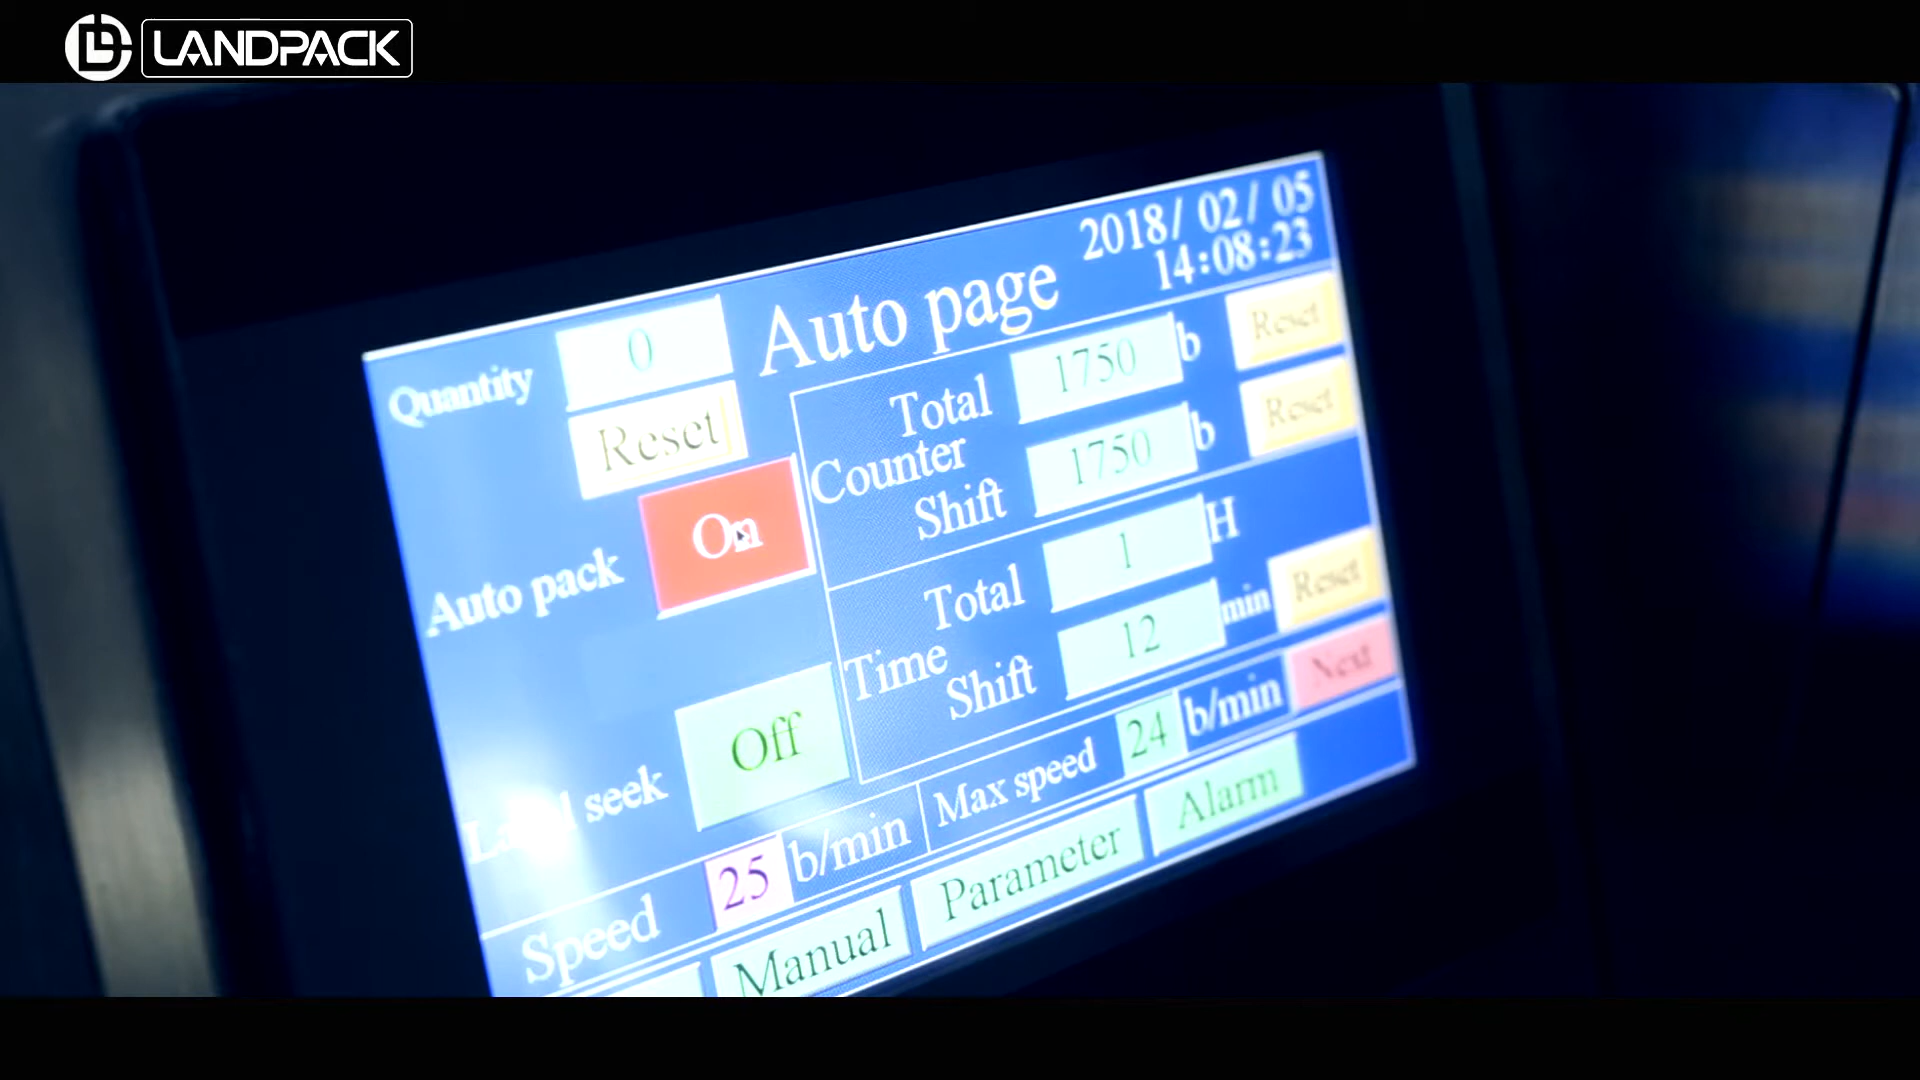 LANDPACK
2018/ 02/ 05
14:08:23
Auto page
Quantity 0
Reset
Auto pack On
seek Off
Total 1750 b Reset
Counter
Shift 1750 b Reset
Total 1 H
Time
Shift 12 min Reset
Speed 25 b/min
Max speed 24 b/min Next
Manual Parameter Alarm